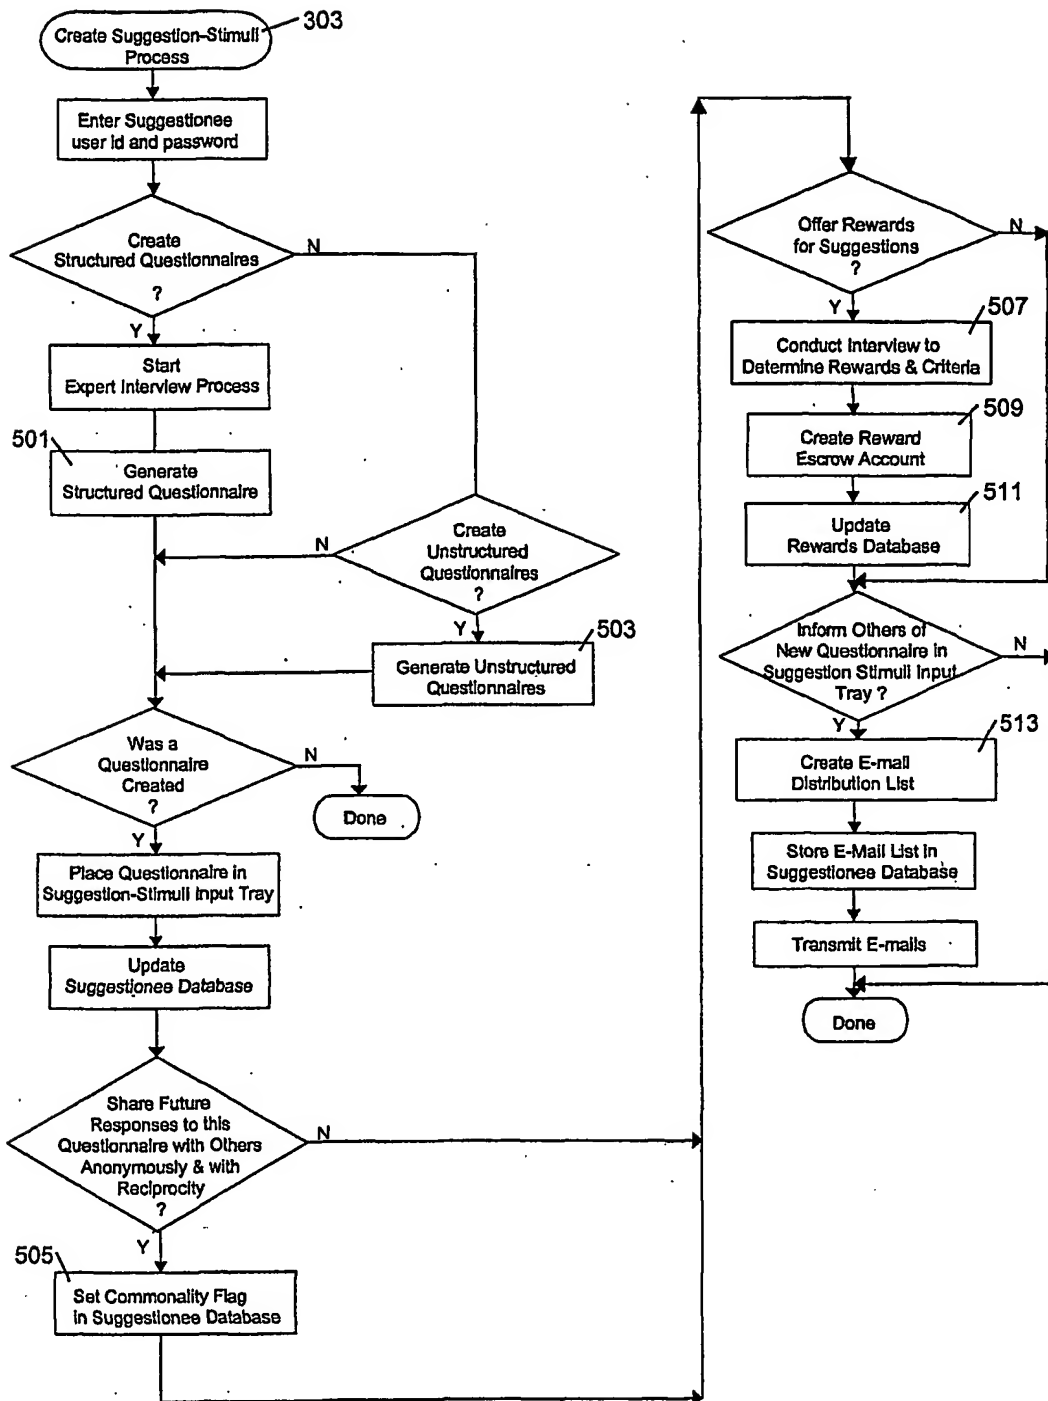 303
Create Suggestion-Stimuli
Process
Enter Suggestionee
user id and password
Create
Structured Questionnaires
?
N
Y
Start
Expert Interview Process
501
Generate
Structured Questionnaire
Create
Unstructured
Questionnaires
?
N
Y
503
Generate Unstructured
Questionnaires
Was a
Questionnaire
Created
?
N
Done
Y
Place Questionnaire in
Suggestion-Stimuli Input Tray
Update
Suggestionee Database
Share Future
Responses to this
Questionnaire with Others
Anonymously & with
Reciprocity
?
N
Y
505
Set Commonality Flag
in Suggestionee Database
Offer Rewards
for Suggestions
?
N
Y
507
Conduct Interview to
Determine Rewards & Criteria
509
Create Reward
Escrow Account
511
Update
Rewards Database
Inform Others of
New Questionnaire in
Suggestion Stimuli Input
Tray ?
N
Y
513
Create E-mail
Distribution List
Store E-Mail List in
Suggestionee Database
Transmit E-mails
Done